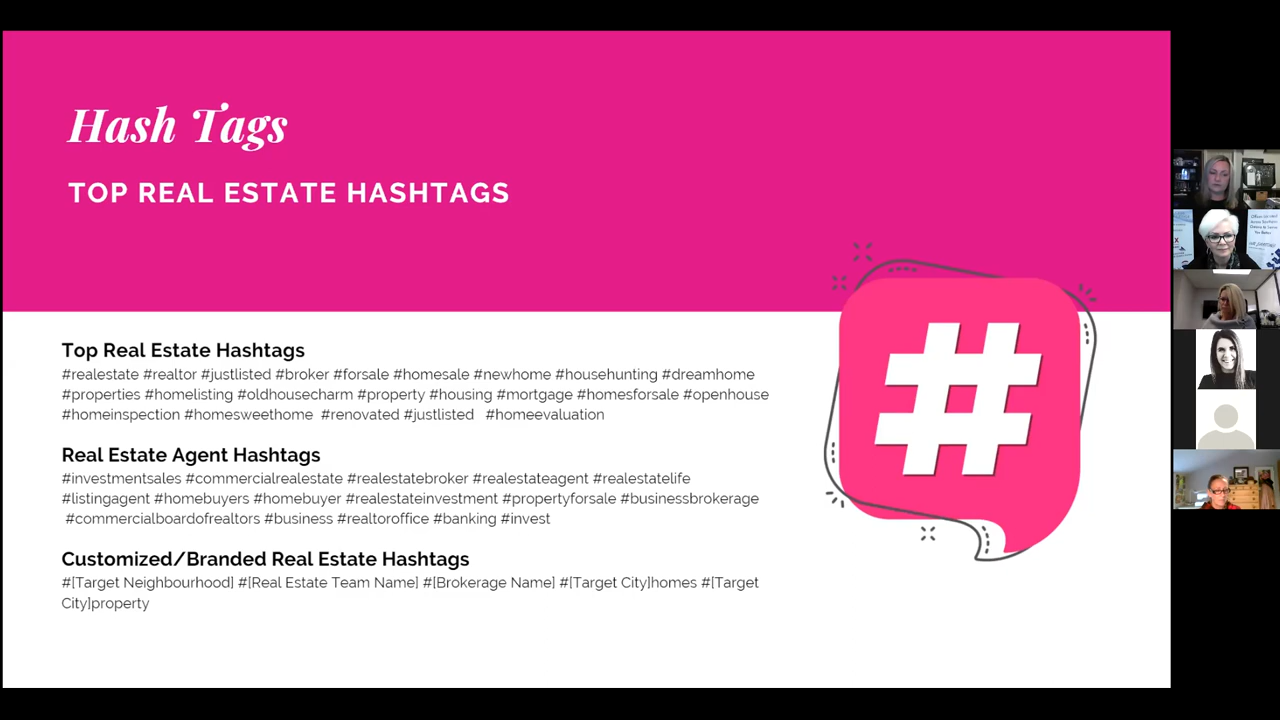 Hash Tags
TOP REAL ESTATE HASHTAGS
Top Real Estate Hashtags
#realestate #realtor #justlisted #broker #forsale #homesale #newhome #househunting #dreamhome
#properties #homelisting #oldhousecharm #property #housing #mortgage #homesforsale #openhouse
#homeinspection #homesweethome #renovated #justlisted #homeevaluation
Real Estate Agent Hashtags
#investmentsales #commercialrealestate #realestatebroker #realestateagent #realestatelife
#listingagent #homebuyers #homebuyer #realestateinvestment #propertyforsale #businessbrokerage
#commercialboardofrealtors #business #realtoroffice #banking #invest
Customized/Branded Real Estate Hashtags
#[Target Neighbourhood] #[Real Estate Team Name] #[Brokerage Name] #[Target City]homes #[Target
City]property
#